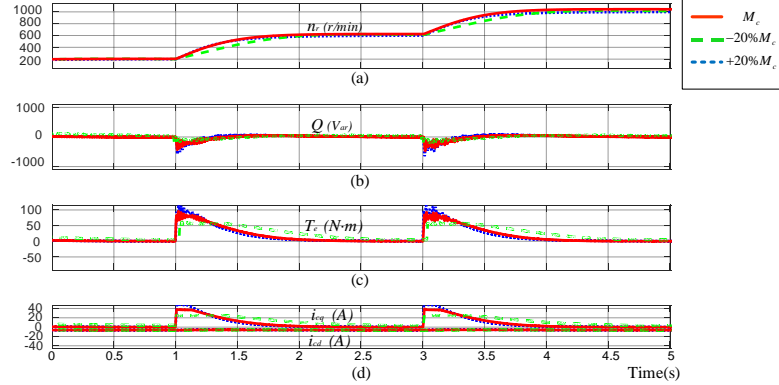 1000
800
600
400
200
n_r (r/min)
M_c
−20%M_c
+20%M_c
(a)
1000
0
-1000
Q (V_ar)
(b)
100
50
0
-50
T_e (N·m)
(c)
40
20
0
-20
-40
i_cq (A)
i_cd (A)
0 0.5 1 1.5 2 2.5 3 3.5 4 4.5 5
(d) Time(s)